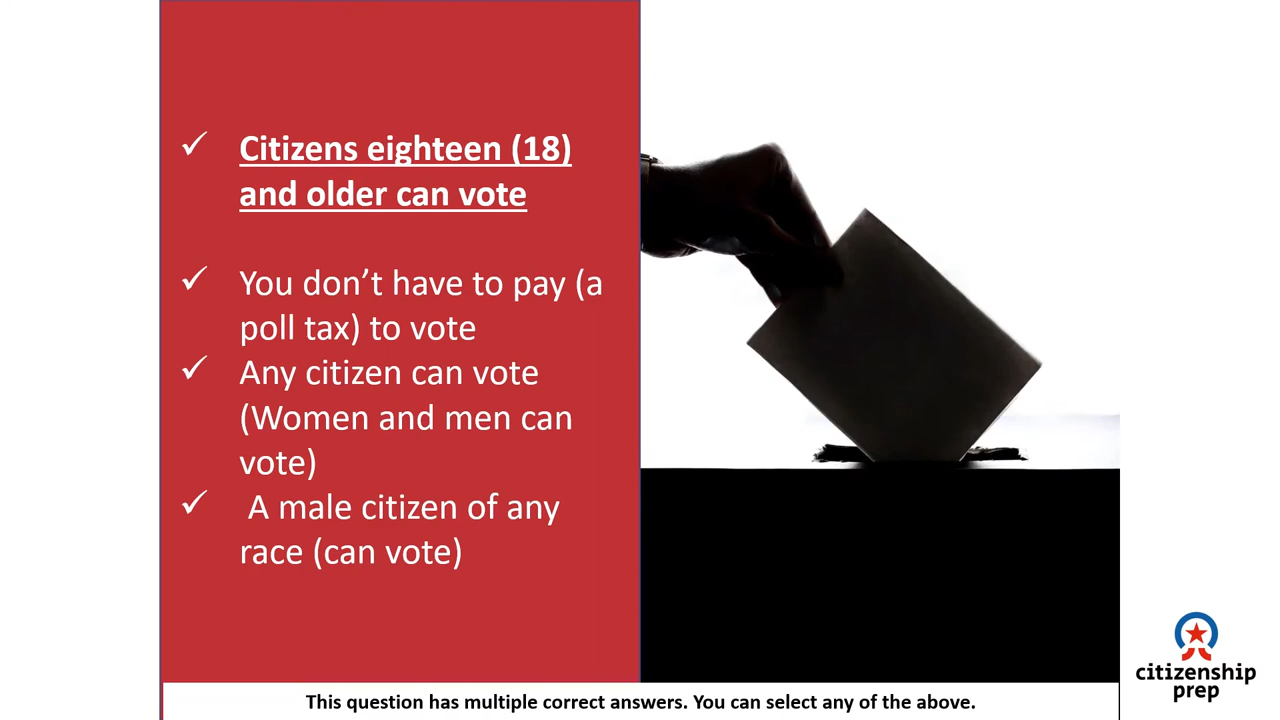 ✓ Citizens eighteen (18)
and older can vote
✓ You don’t have to pay (a
poll tax) to vote
✓ Any citizen can vote
(Women and men can
vote)
✓ A male citizen of any
race (can vote)
This question has multiple correct answers. You can select any of the above.
citizenship
prep